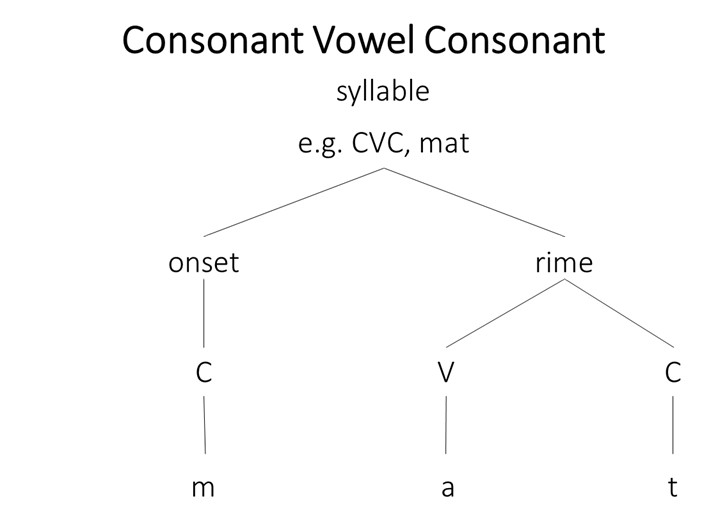 Consonant Vowel Consonant
syllable
e.g. CVC, mat
onset rime
C V C
m a t